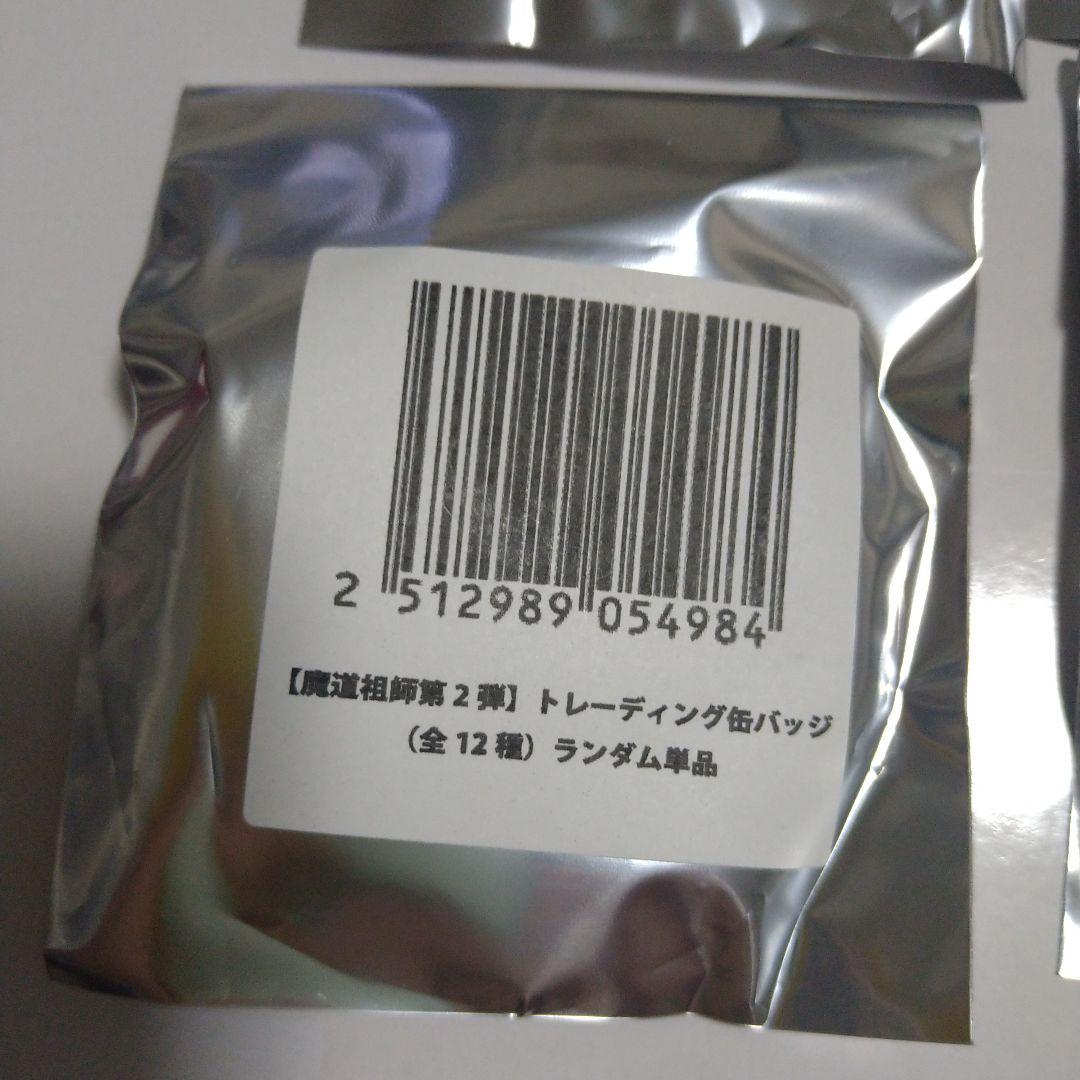 2 512989 054984
【魔道祖師第2弾】トレーディング缶バッジ
（全12種）ランダム単品